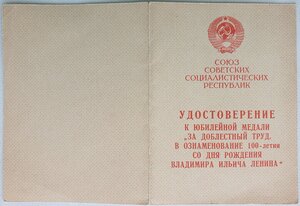 СОЮЗ
СОВЕТСКИХ
СОЦИАЛИСТИЧЕСКИХ
РЕСПУБЛИК
УДОСТОВЕРЕНИЕ
К ЮБИЛЕЙНОЙ МЕДАЛИ
„ЗА ДОБЛЕСТНЫЙ ТРУД.
В ОЗНАМЕНОВАНИЕ 100-летия
СО ДНЯ РОЖДЕНИЯ
ВЛАДИМИРА ИЛЬИЧА ЛЕНИНА“